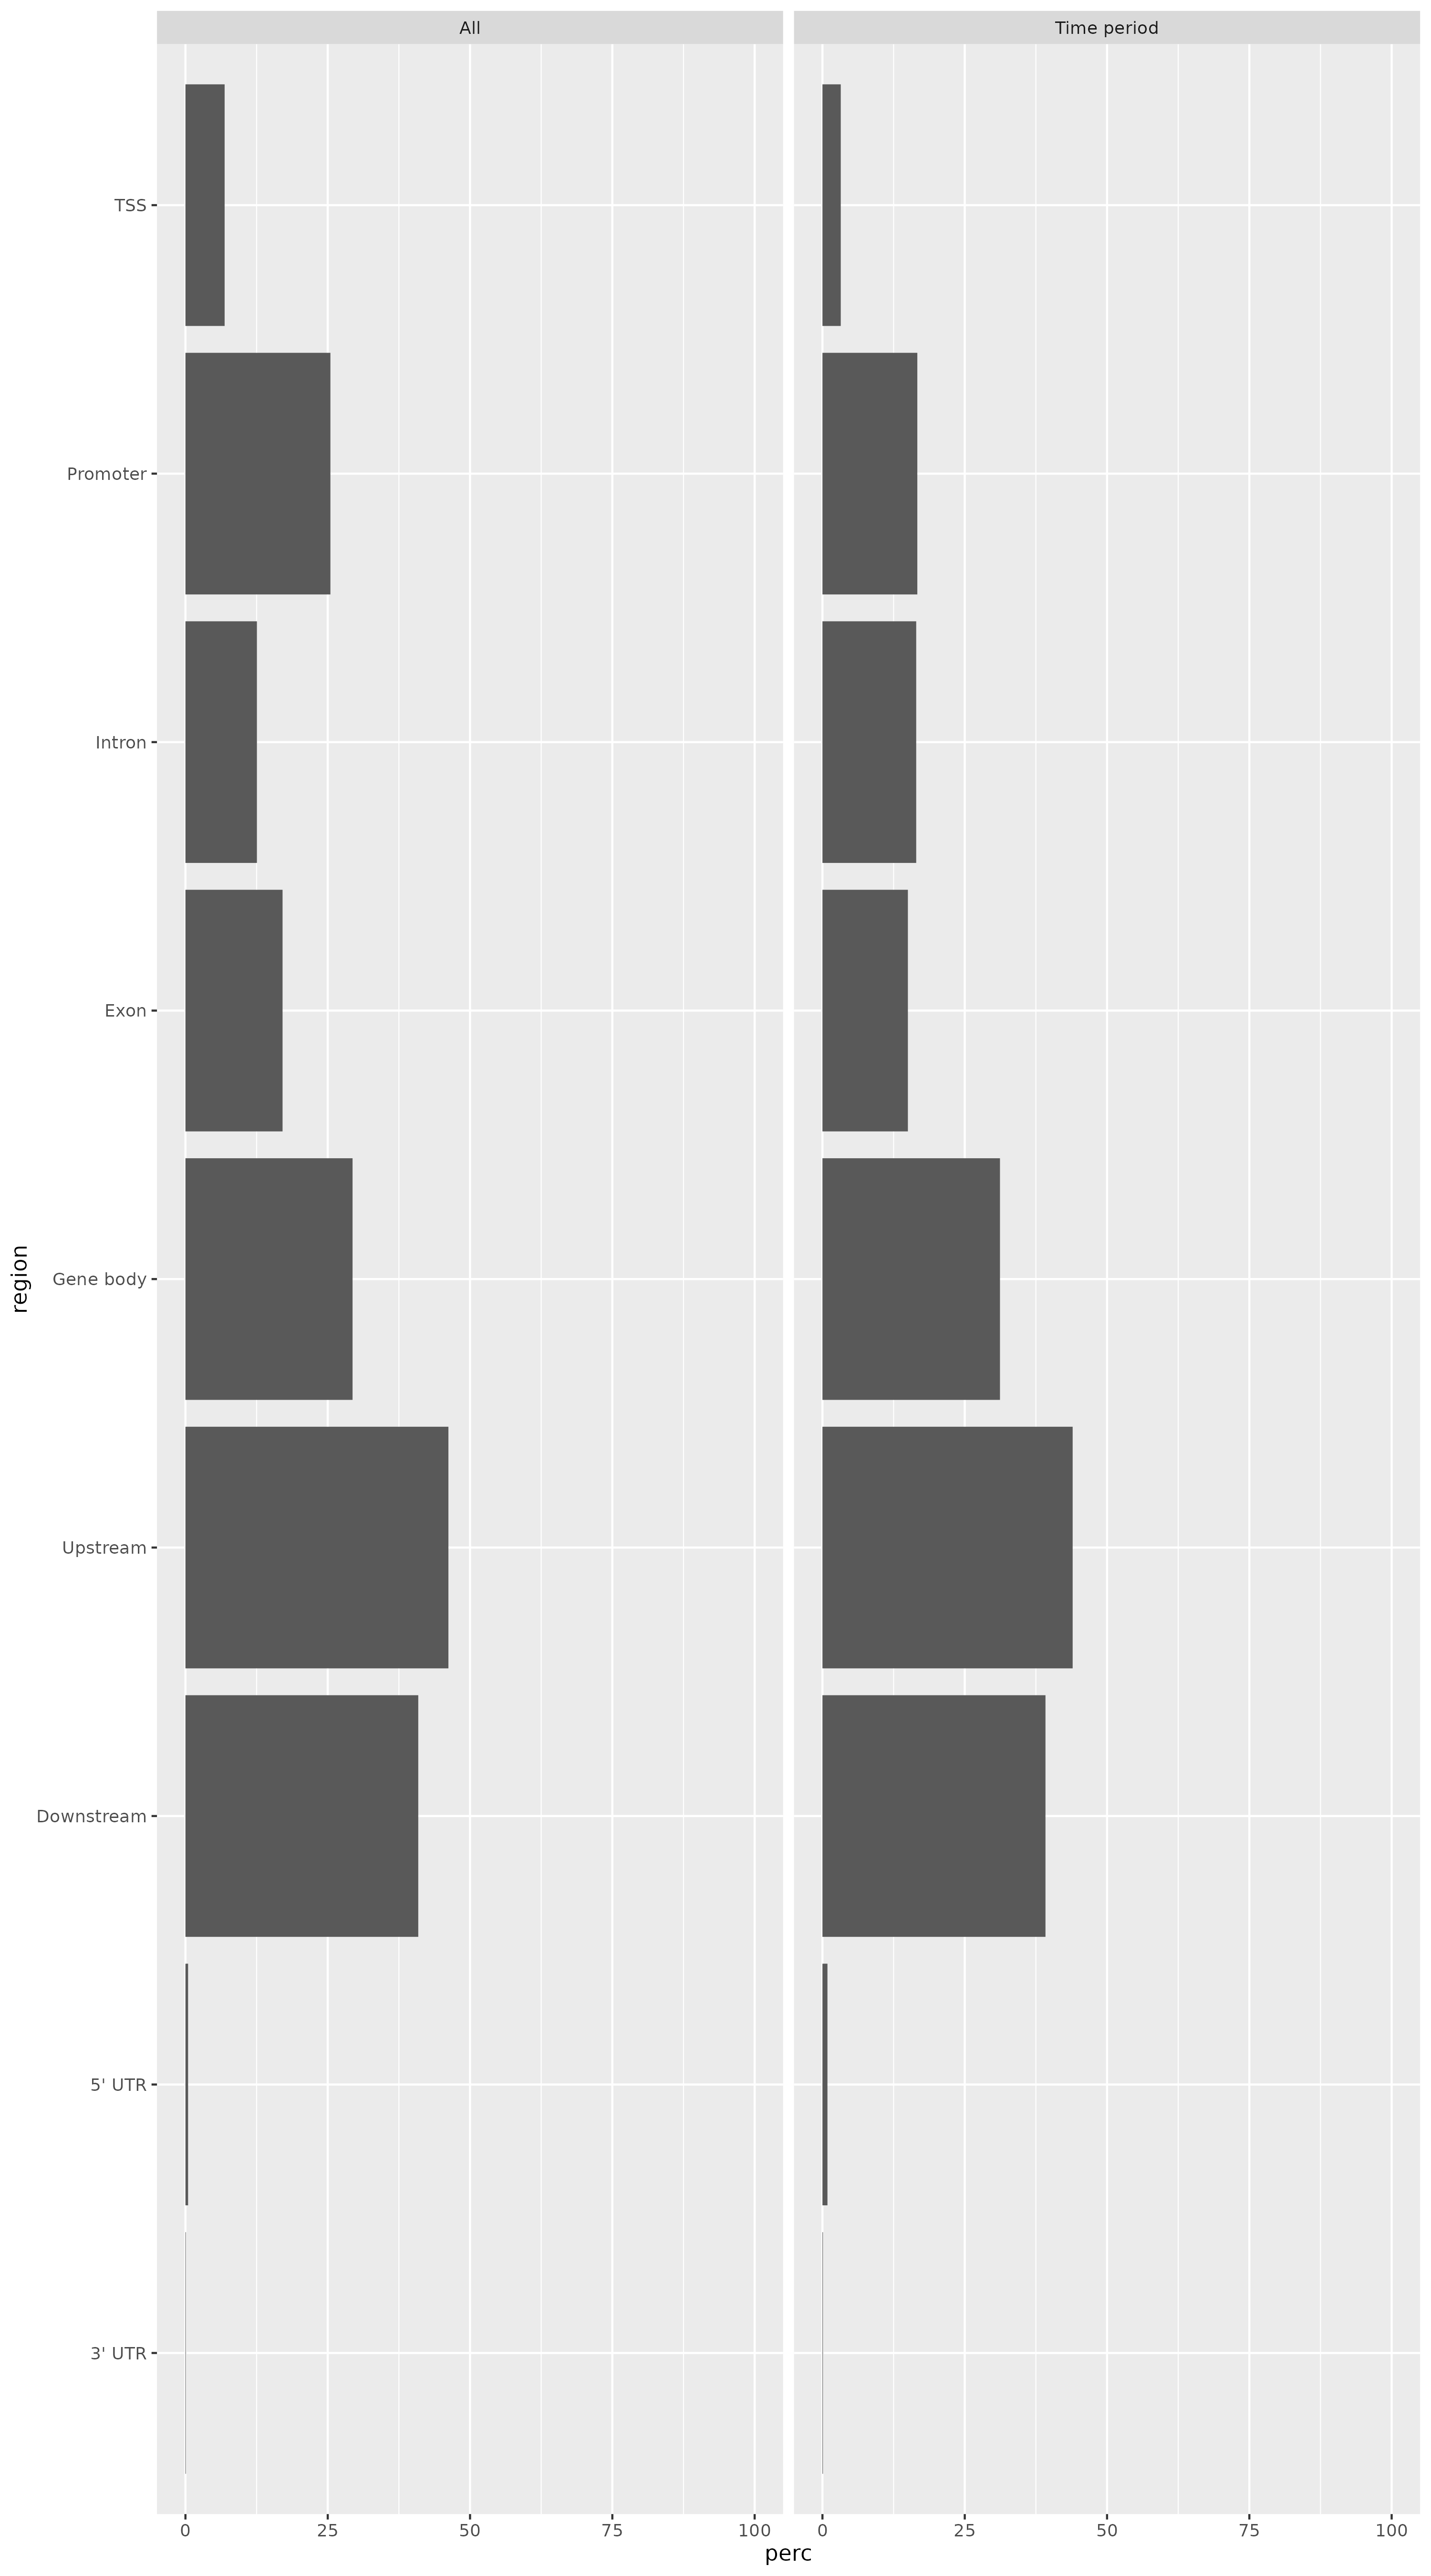 All
Time period
TSS
Promoter
Intron
Exon
Gene body
Upstream
Downstream
5' UTR
3' UTR
region
0 25 50 75 100
0 25 50 75 100
perc